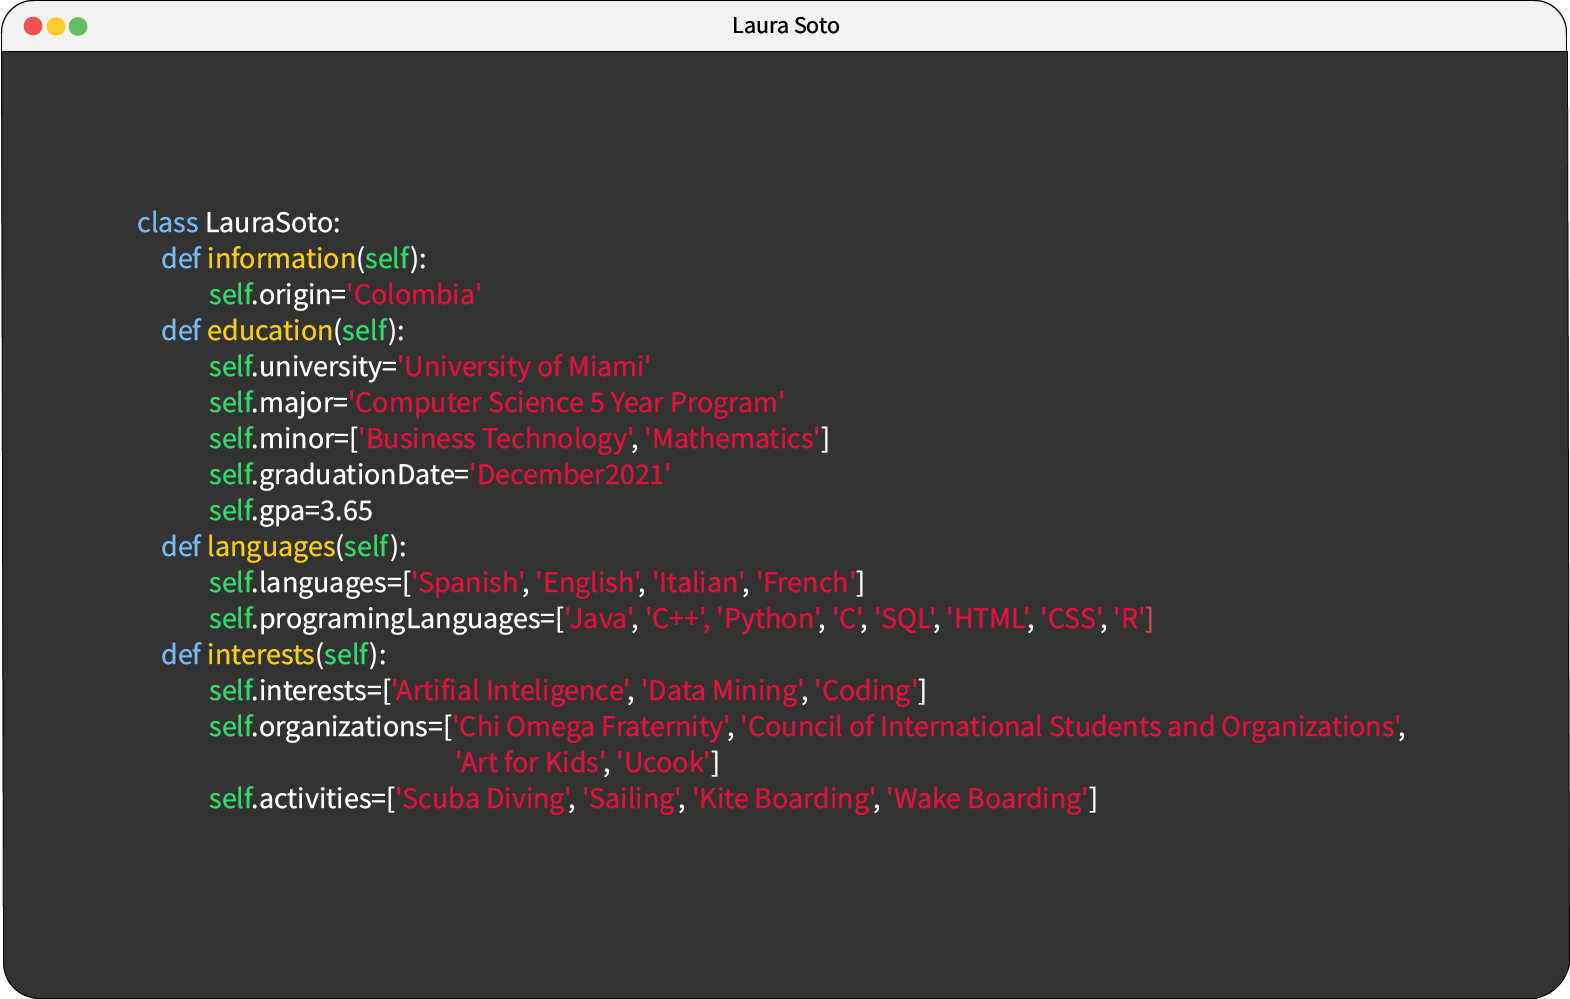 Laura Soto
class LauraSoto:
def information(self):
self.origin='Colombia'
def education(self):
self.university='University of Miami'
self.major='Computer Science 5 Year Program'
self.minor=['Business Technology', 'Mathematics']
self.graduationDate='December2021'
self.gpa=3.65
def languages(self):
self.languages=['Spanish', 'English', 'Italian', 'French']
self.programingLanguages=['Java', 'C++', 'Python', 'C', 'SQL', 'HTML', 'CSS', 'R']
def interests(self):
self.interests=['Artifial Inteligence', 'Data Mining', 'Coding']
self.organizations=['Chi Omega Fraternity', 'Council of International Students and Organizations',
'Art for Kids', 'Ucook']
self.activities=['Scuba Diving', 'Sailing', 'Kite Boarding', 'Wake Boarding']